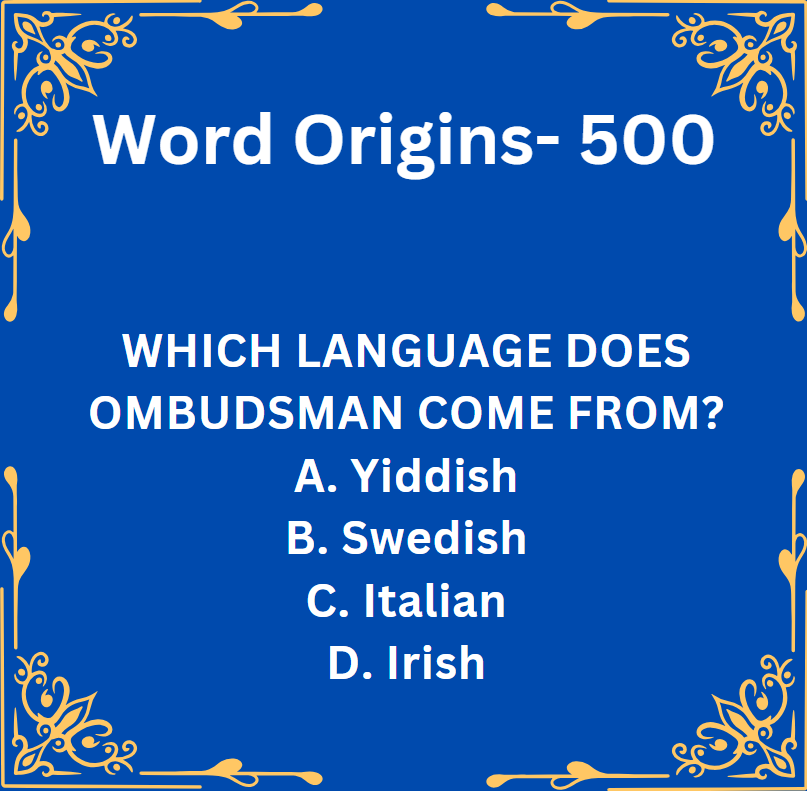 Word Origins- 500
WHICH LANGUAGE DOES
OMBUDSMAN COME FROM?
A. Yiddish
B. Swedish
C. Italian
D. Irish